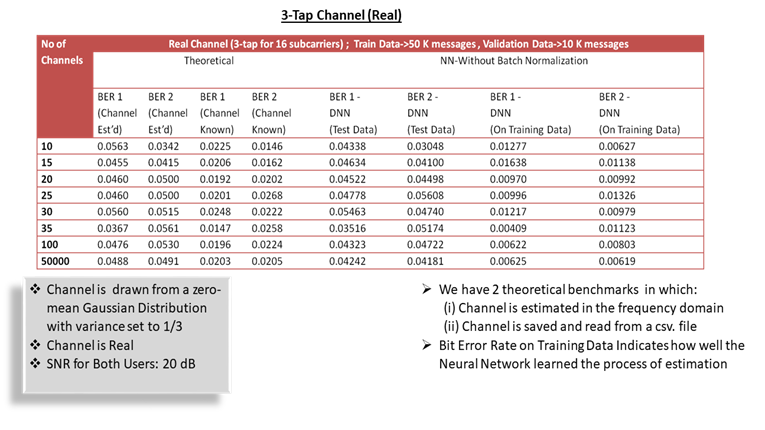 3-Tap Channel (Real)
No of Channels Real Channel (3-tap for 16 subcarriers) ; Train Data->50 K messages , Validation Data->10 K messages
Theoretical NN-Without Batch Normalization
BER 1 (Channel Est'd) BER 2 (Channel Est'd) BER 1 (Channel Known) BER 2 (Channel Known) BER 1 - DNN (Test Data) BER 2 - DNN (Test Data) BER 1 - DNN (On Training Data) BER 2 - DNN (On Training Data)
10 0.0563 0.0342 0.0225 0.0146 0.04338 0.03048 0.01277 0.00627
15 0.0455 0.0415 0.0206 0.0162 0.04634 0.04100 0.01638 0.01138
20 0.0460 0.0500 0.0192 0.0202 0.04522 0.04498 0.00970 0.00992
25 0.0460 0.0500 0.0201 0.0268 0.04778 0.05608 0.00996 0.01326
30 0.0560 0.0515 0.0248 0.0222 0.05463 0.04740 0.01217 0.00979
35 0.0367 0.0561 0.0147 0.0258 0.03516 0.05174 0.00409 0.01123
100 0.0476 0.0530 0.0196 0.0224 0.04323 0.04722 0.00622 0.00803
50000 0.0488 0.0491 0.0203 0.0205 0.04242 0.04181 0.00625 0.00619
❖ Channel is drawn from a zero-
mean Gaussian Distribution
with variance set to 1/3
❖ Channel is Real
❖ SNR for Both Users: 20 dB
➢ We have 2 theoretical benchmarks in which:
(i) Channel is estimated in the frequency domain
(ii) Channel is saved and read from a csv. file
➢ Bit Error Rate on Training Data Indicates how well the
Neural Network learned the process of estimation